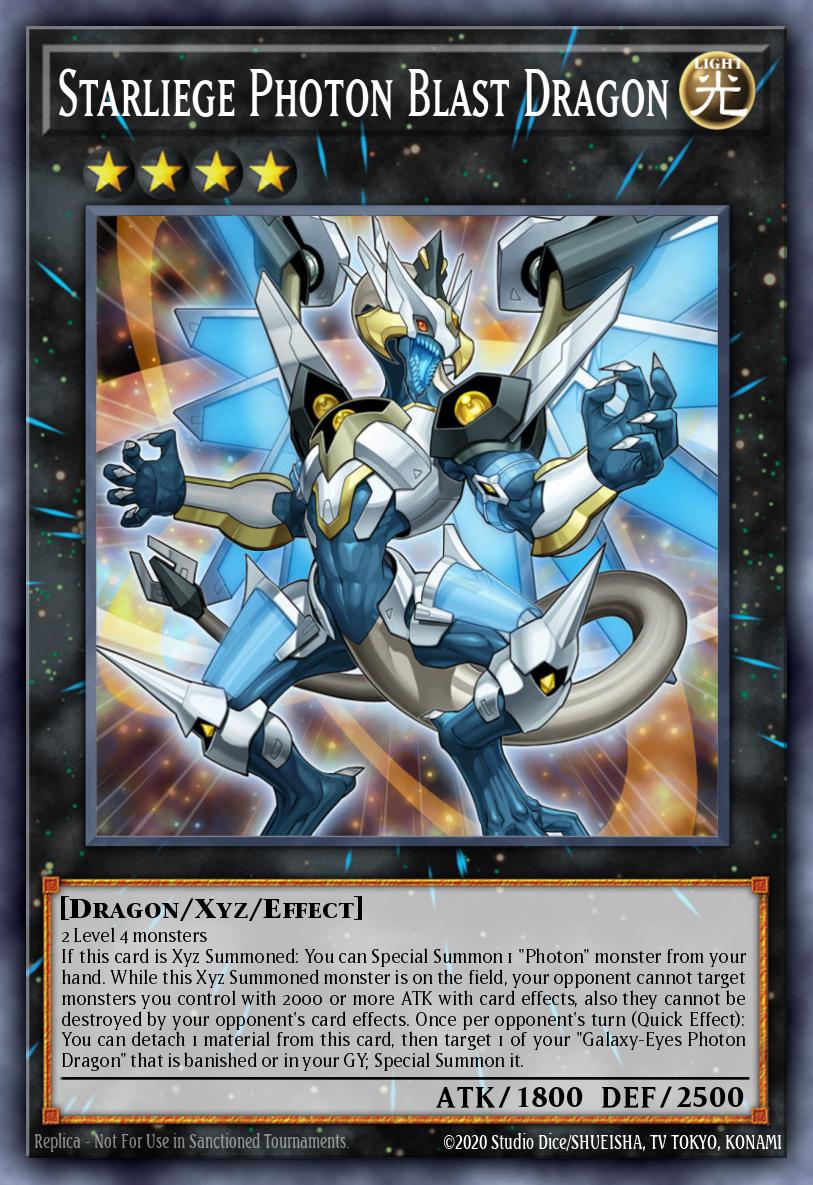 Starliege Photon Blast Dragon
LIGHT
光
[Dragon/Xyz/Effect]
2 Level 4 monsters
If this card is Xyz Summoned: You can Special Summon 1 "Photon" monster from your
hand. While this Xyz Summoned monster is on the field, your opponent cannot target
monsters you control with 2000 or more ATK with card effects, also they cannot be
destroyed by your opponent's card effects. Once per opponent's turn (Quick Effect):
You can detach 1 material from this card, then target 1 of your "Galaxy-Eyes Photon
Dragon" that is banished or in your GY; Special Summon it.
ATK/1800 DEF/2500
Replica - Not For Use in Sanctioned Tournaments.
©2020 Studio Dice/SHUEISHA, TV TOKYO, KONAMI